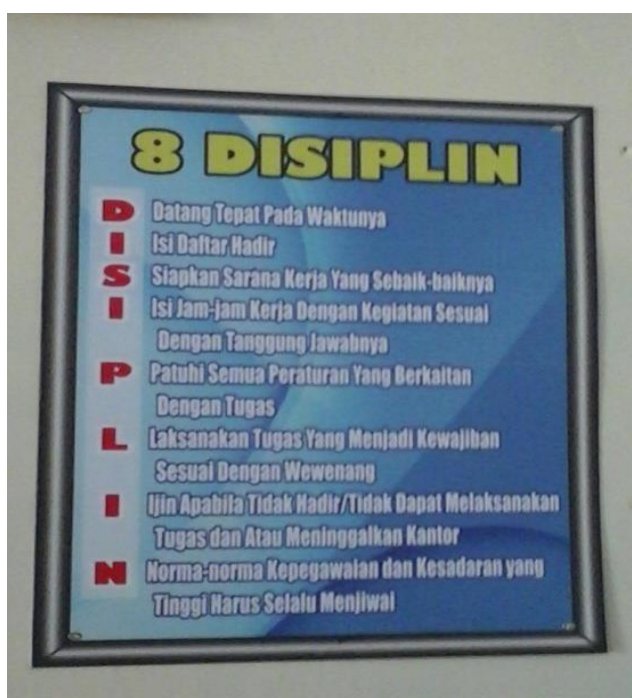 8 DISIPLIN
D Datang Tepat Pada Waktunya
I Isi Daftar Hadir
S Siapkan Sarana Kerja Yang Sebaik-baiknya
I Isi Jam-jam Kerja Dengan Kegiatan Sesuai
Dengan Tanggung Jawabnya
P Patuhi Semua Peraturan Yang Berkaitan
Dengan Tugas
L Laksanakan Tugas Yang Menjadi Kewajiban
Sesuai Dengan Wewenang
I Ijin Apabila Tidak Hadir/Tidak Dapat Melaksanakan
Tugas dan Atau Meninggalkan Kantor
N Norma-norma Kepegawaian dan Kesadaran yang
Tinggi Harus Selalu Menjiwai